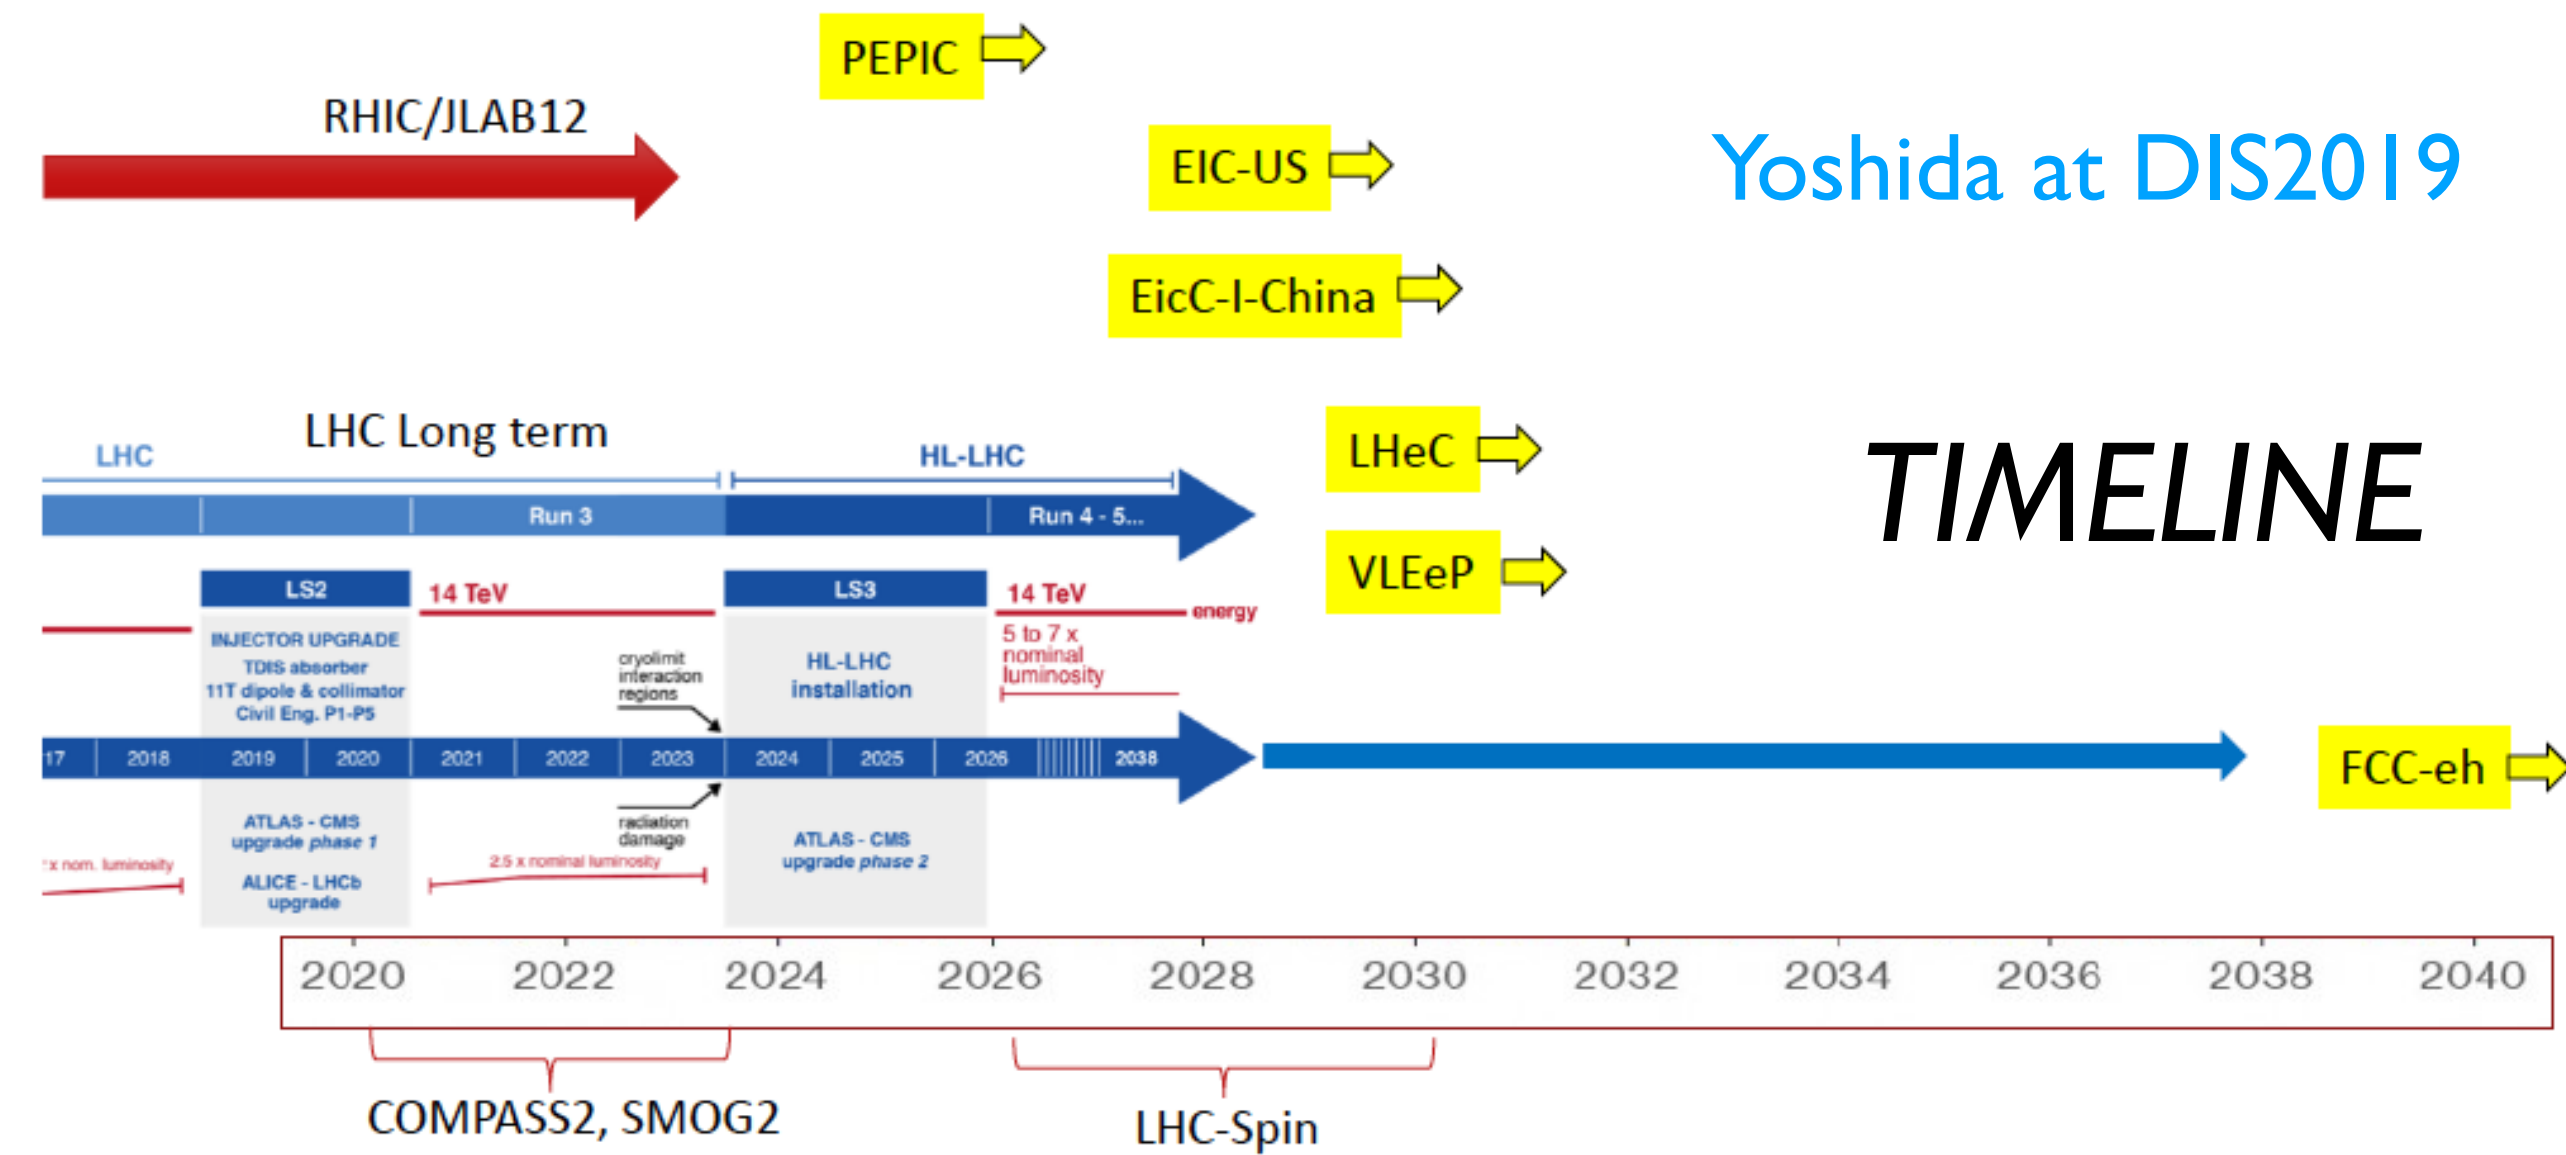 PEPIC
RHIC/JLAB12
EIC-US
Yoshida at DIS2019
EicC-I-China
LHC Long term
LHC
HL-LHC
LHeC
TIMELINE
Run 3
Run 4 - 5...
VLEeP
LS2
14 TeV
LS3
14 TeV
energy
INJECTOR UPGRADE
TDIS absorber
11T dipole & collimator
Civil Eng. P1-P5
cryolimit
interaction
regions
HL-LHC
installation
5 to 7 x
nominal
luminosity
17 2018 2019 2020 2021 2022 2023 2024 2025 2026 2038
FCC-eh
ATLAS - CMS
upgrade phase 1
ALICE - LHCb
upgrade
radiation
damage
ATLAS - CMS
upgrade phase 2
x nom. luminosity
2.5 x nominal luminosity
2020 2022 2024 2026 2028 2030 2032 2034 2036 2038 2040
COMPASS2, SMOG2
LHC-Spin